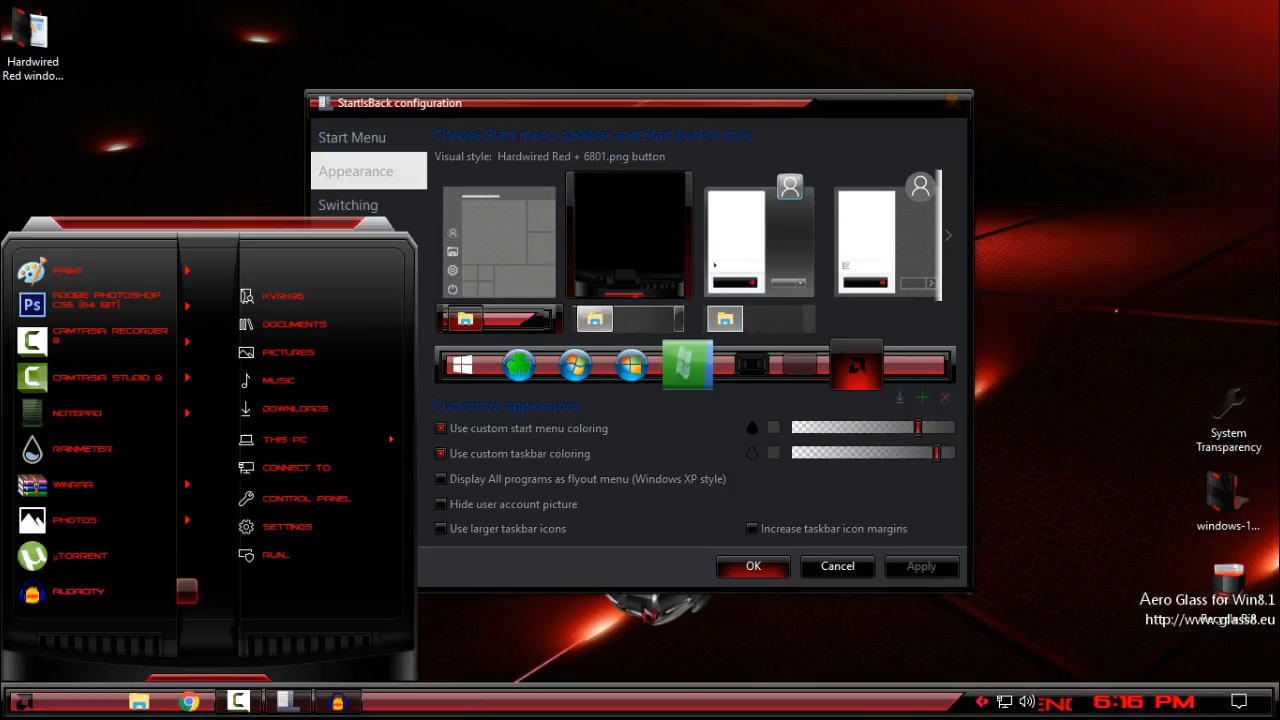 Hardwired
Red windo...
StartIsBack configuration
Start Menu
Appearance
Switching
Choose Start menu, taskbar and Start button style
Visual style: Hardwired Red + 6801.png button
Customize appearance
Use custom start menu coloring
Use custom taskbar coloring
Display All programs as flyout menu (Windows XP style)
Hide user account picture
Use larger taskbar icons
Increase taskbar icon margins
OK
Cancel
Apply
PAINT
Ps
ADOBE PHOTOSHOP
CS6 (64 BIT)
CAMTASIA RECORDER
8
CAMTASIA STUDIO 8
NOTEPAD
RAINMETER
WINRAR
PHOTOS
µTORRENT
AUDACITY
DOCUMENTS
PICTURES
MUSIC
DOWNLOADS
THIS PC
CONNECT TO
CONTROL PANEL
SETTINGS
RUN...
System
Transparency
windows-1...
Aero Glass for Win8.1
http://www.glass8.eu
6:16 PM